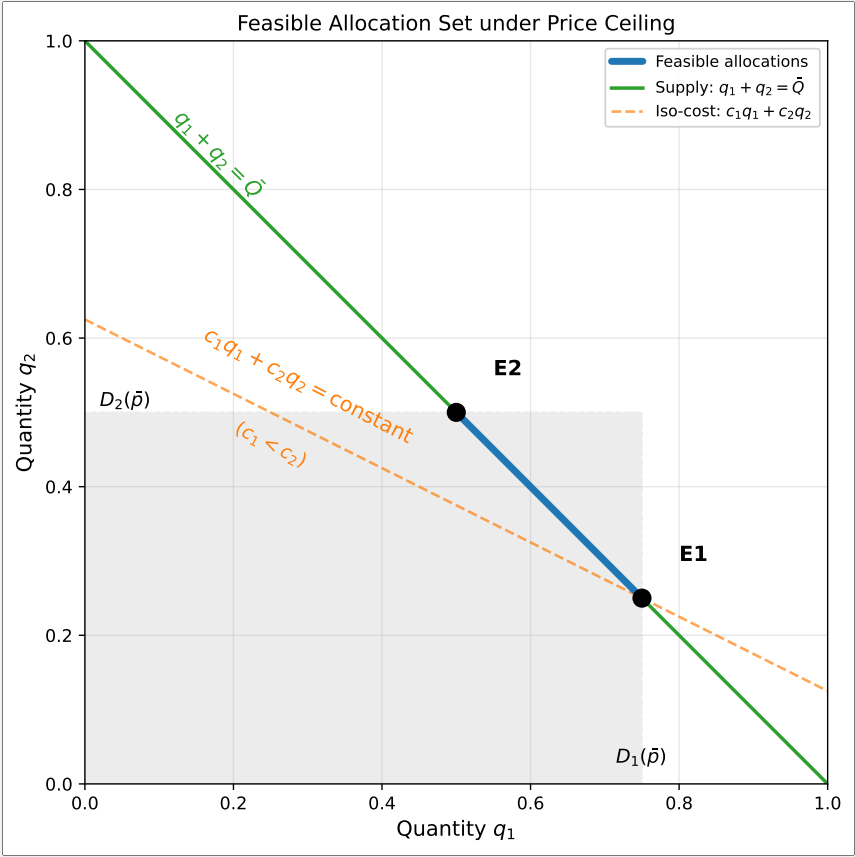 Feasible Allocation Set under Price Ceiling
Feasible allocations
Supply: q₁ + q₂ = Q̄
Iso-cost: c₁q₁ + c₂q₂
q₁ + q₂ = Q̄
c₁q₁ + c₂q₂ = constant
(c₁ < c₂)
D₂(p̄)
E2
E1
D₁(p̄)
1.0
0.8
0.6
0.4
0.2
0.0
Quantity q₂
0.0 0.2 0.4 0.6 0.8 1.0
Quantity q₁